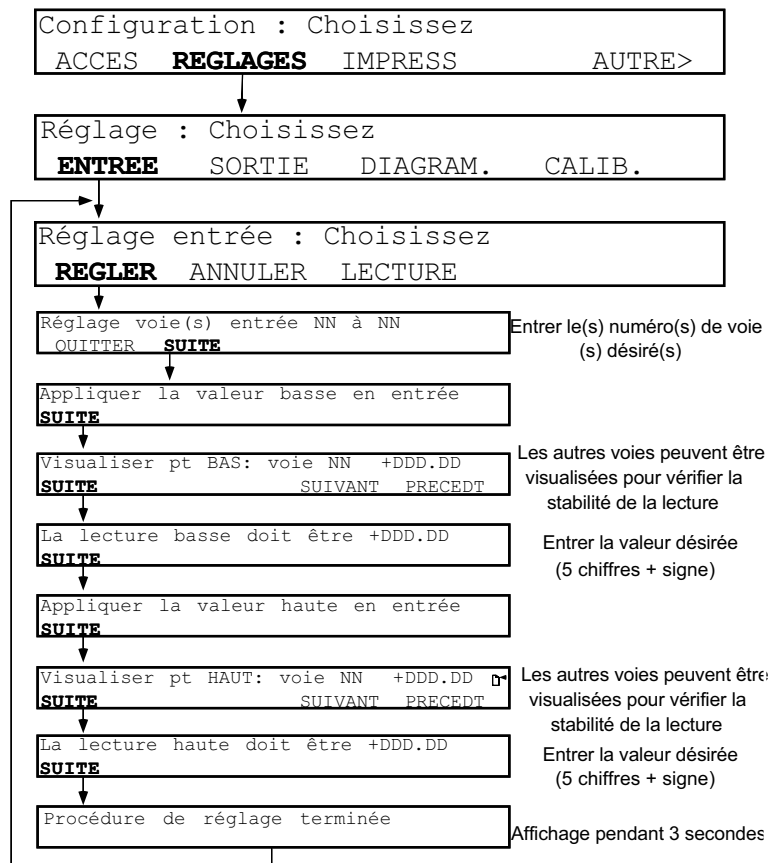 Configuration : Choisissez
ACCES REGLAGES IMPRESS AUTRE>
Réglage : Choisissez
ENTREE SORTIE DIAGRAM. CALIB.
Réglage entrée : Choisissez
REGLER ANNULER LECTURE
Réglage voie(s) entrée NN à NN
QUITTER SUITE
Entrer le(s) numéro(s) de voie
(s) désiré(s)
Appliquer la valeur basse en entrée
SUITE
Visualiser pt BAS: voie NN +DDD.DD
SUITE SUIVANT PRECEDT
Les autres voies peuvent être
visualisées pour vérifier la
stabilité de la lecture
La lecture basse doit être +DDD.DD
SUITE
Entrer la valeur désirée
(5 chiffres + signe)
Appliquer la valeur haute en entrée
SUITE
Visualiser pt HAUT: voie NN +DDD.DD
SUITE SUIVANT PRECEDT
Les autres voies peuvent être
visualisées pour vérifier la
stabilité de la lecture
La lecture haute doit être +DDD.DD
SUITE
Entrer la valeur désirée
(5 chiffres + signe)
Procédure de réglage terminée
Affichage pendant 3 secondes